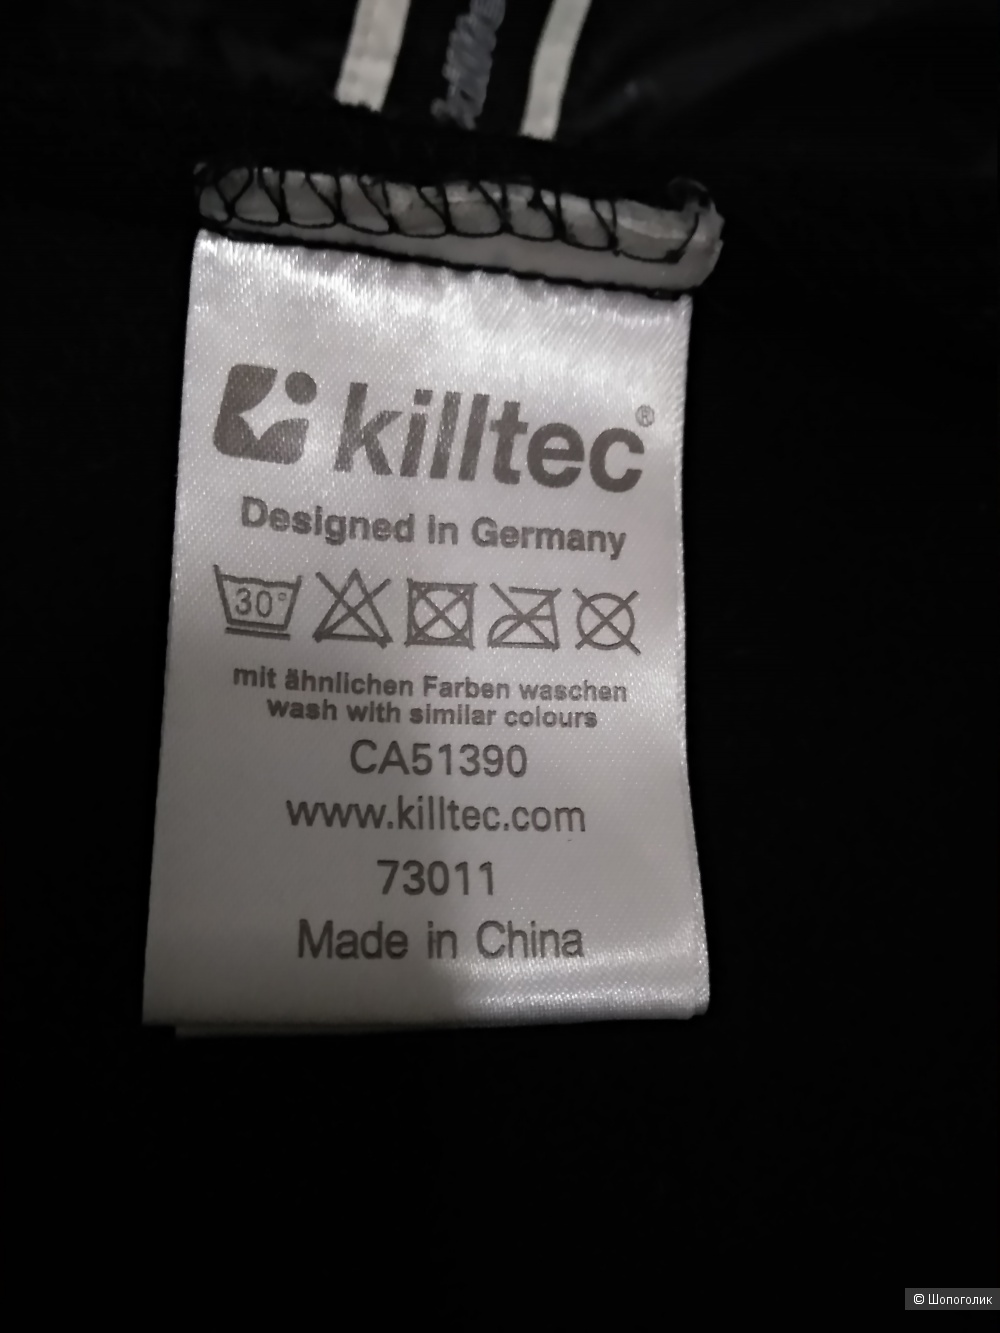 killtec®
Designed in Germany
30°
mit ähnlichen Farben waschen
wash with similar colours
CA51390
www.killtec.com
73011
Made in China
© Шопоголик